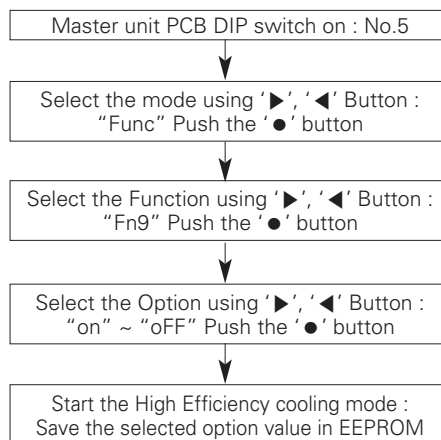 Master unit PCB DIP switch on : No.5
Select the mode using ‘▶’, ‘◀’ Button :
“Func” Push the ‘●’ button
Select the Function using ‘▶’, ‘◀’ Button :
“Fn9” Push the ‘●’ button
Select the Option using ‘▶’, ‘◀’ Button :
“on” ~ “oFF” Push the ‘●’ button
Start the High Efficiency cooling mode :
Save the selected option value in EEPROM